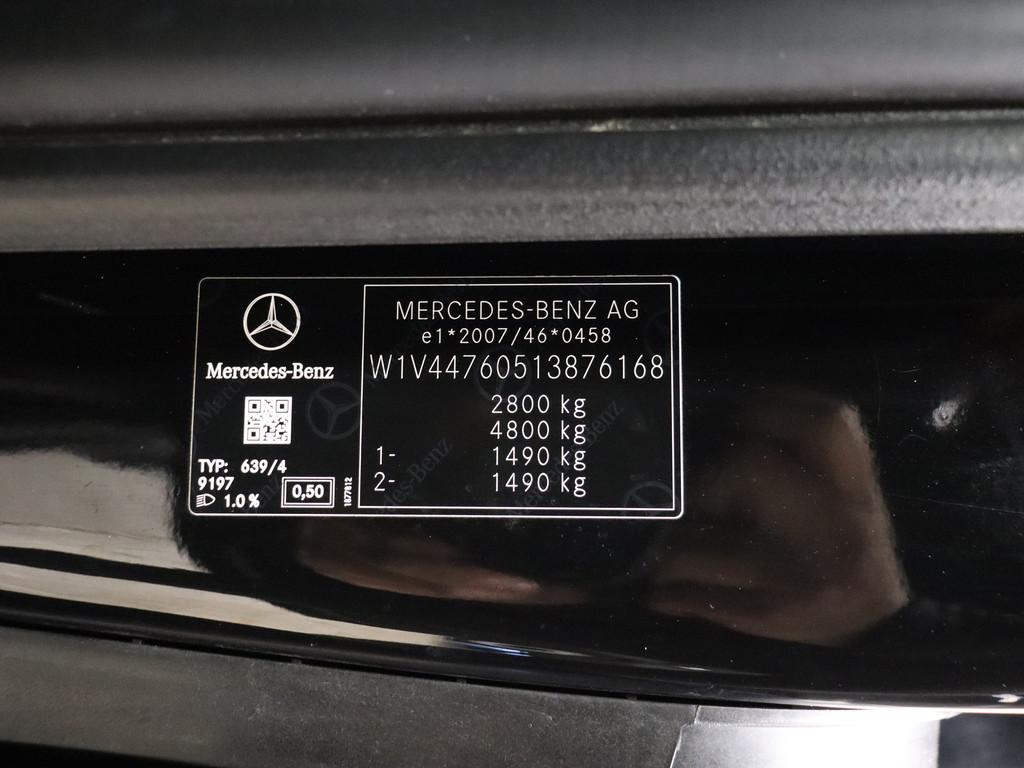 Mercedes-Benz
TYP: 639/4
9197
1.0 %
0,50
1877812
MERCEDES-BENZ AG
e1*2007/46*0458
W1V44760513876168
2800 kg
4800 kg
1- 1490 kg
2- 1490 kg